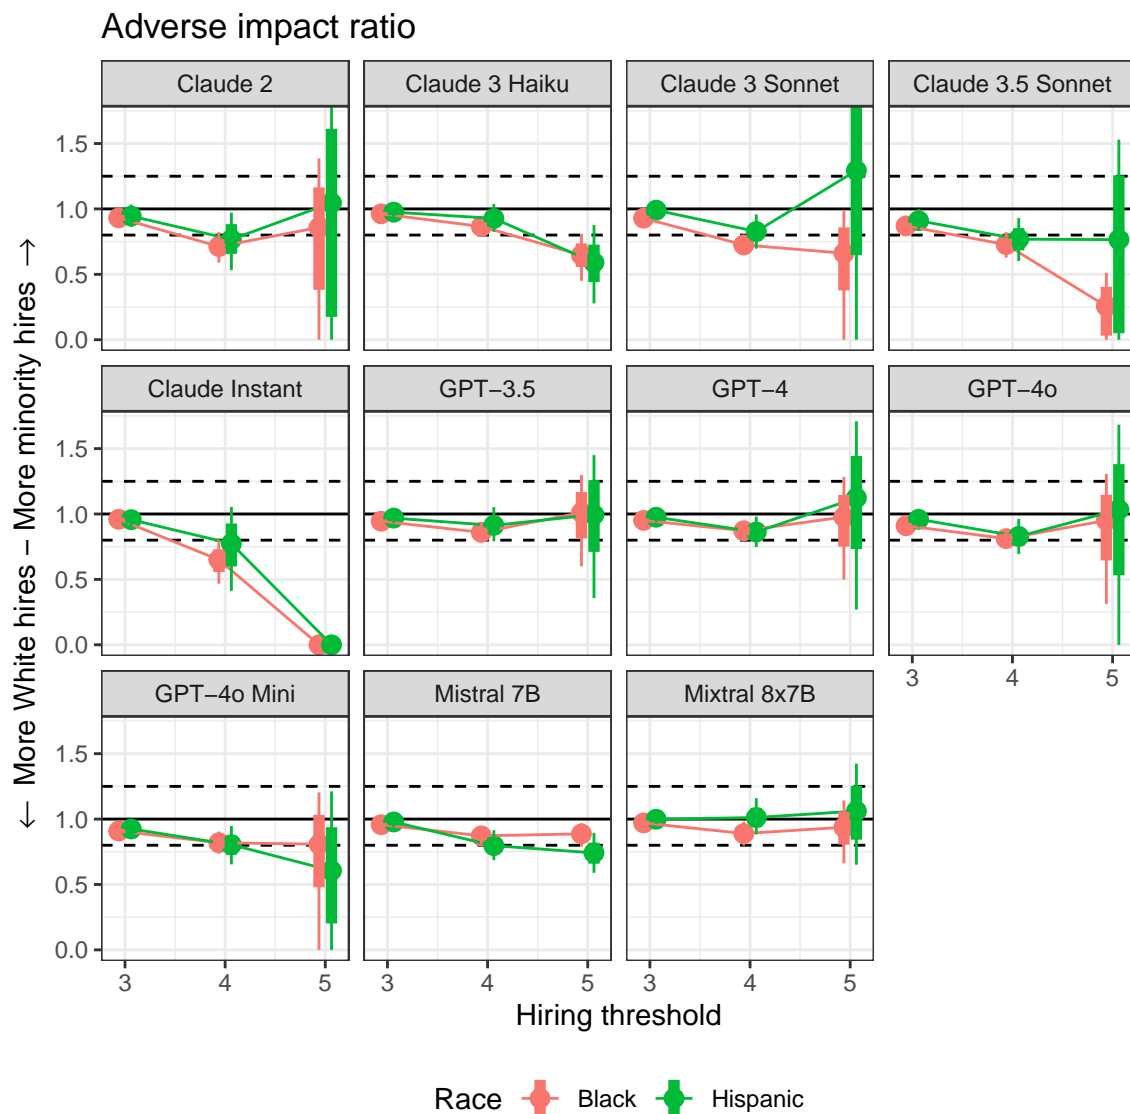 Adverse impact ratio
Claude 2
Claude 3 Haiku
Claude 3 Sonnet
Claude 3.5 Sonnet
1.5
1.0
0.5
0.0
Claude Instant
GPT−3.5
GPT−4
GPT−4o
1.5
1.0
0.5
0.0
3 4 5
GPT−4o Mini
Mistral 7B
Mixtral 8x7B
1.5
1.0
0.5
0.0
3 4 5
3 4 5
3 4 5
← More White hires − More minority hires →
Hiring threshold
Race Black Hispanic